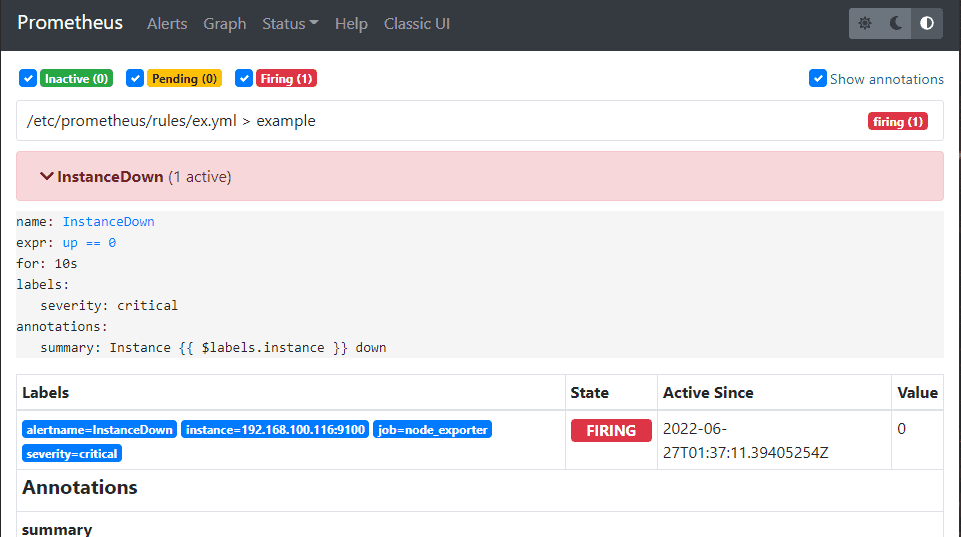 Prometheus Alerts Graph Status Help Classic UI
Inactive (0) Pending (0) Firing (1) Show annotations
/etc/prometheus/rules/ex.yml > example firing (1)
InstanceDown (1 active)
name: InstanceDown
expr: up == 0
for: 10s
labels:
severity: critical
annotations:
summary: Instance {{ $labels.instance }} down
Labels State Active Since Value
alertname=InstanceDown instance=192.168.100.116:9100 job=node_exporter FIRING 2022-06- 0
severity=critical 27T01:37:11.39405254Z
Annotations
summary